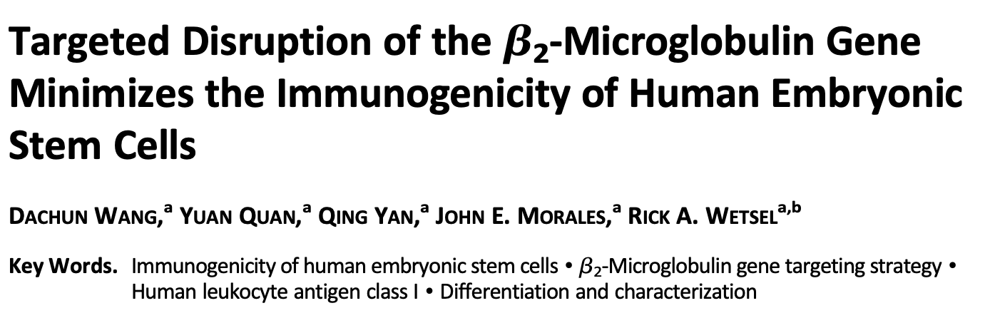 Targeted Disruption of the β₂-Microglobulin Gene
Minimizes the Immunogenicity of Human Embryonic
Stem Cells
DACHUN WANG,ᵃ YUAN QUAN,ᵃ QING YAN,ᵃ JOHN E. MORALES,ᵃ RICK A. WETSELᵃ,ᵇ
Key Words. Immunogenicity of human embryonic stem cells • β₂-Microglobulin gene targeting strategy •
Human leukocyte antigen class I • Differentiation and characterization